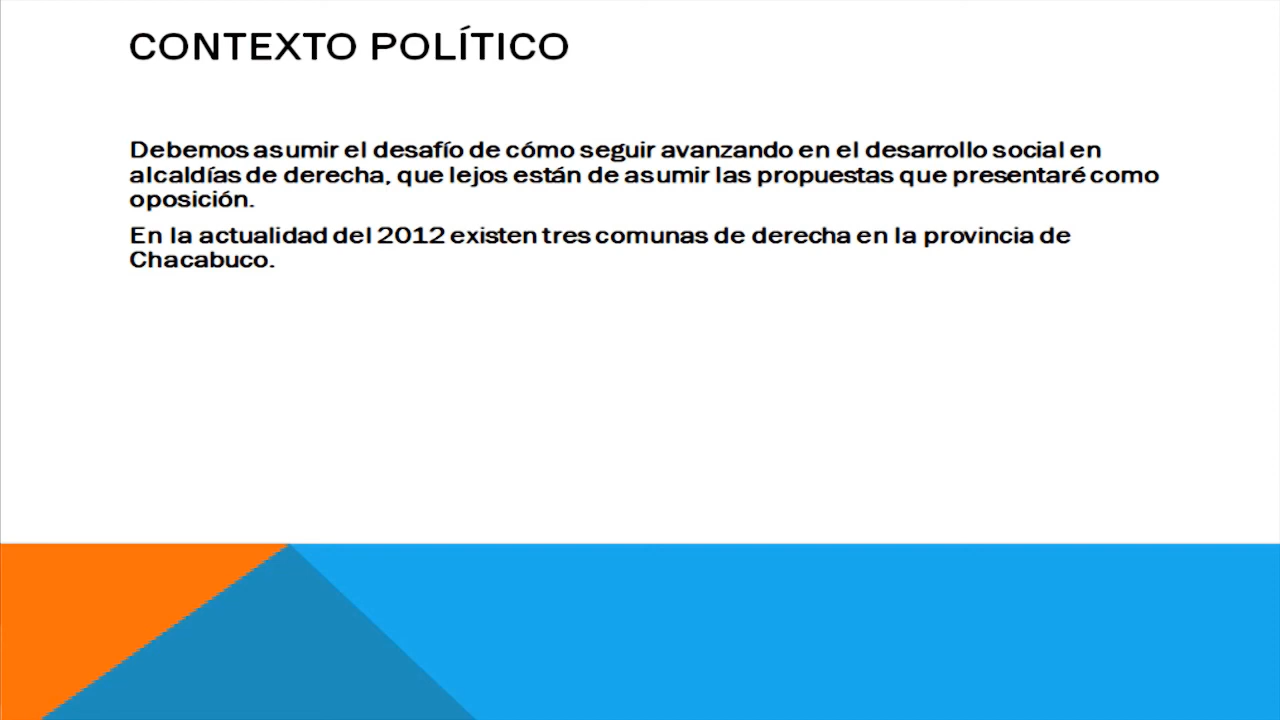 CONTEXTO POLÍTICO
Debemos asumir el desafío de cómo seguir avanzando en el desarrollo social en
alcaldías de derecha, que lejos están de asumir las propuestas que presentaré como
oposición.
En la actualidad del 2012 existen tres comunas de derecha en la provincia de
Chacabuco.